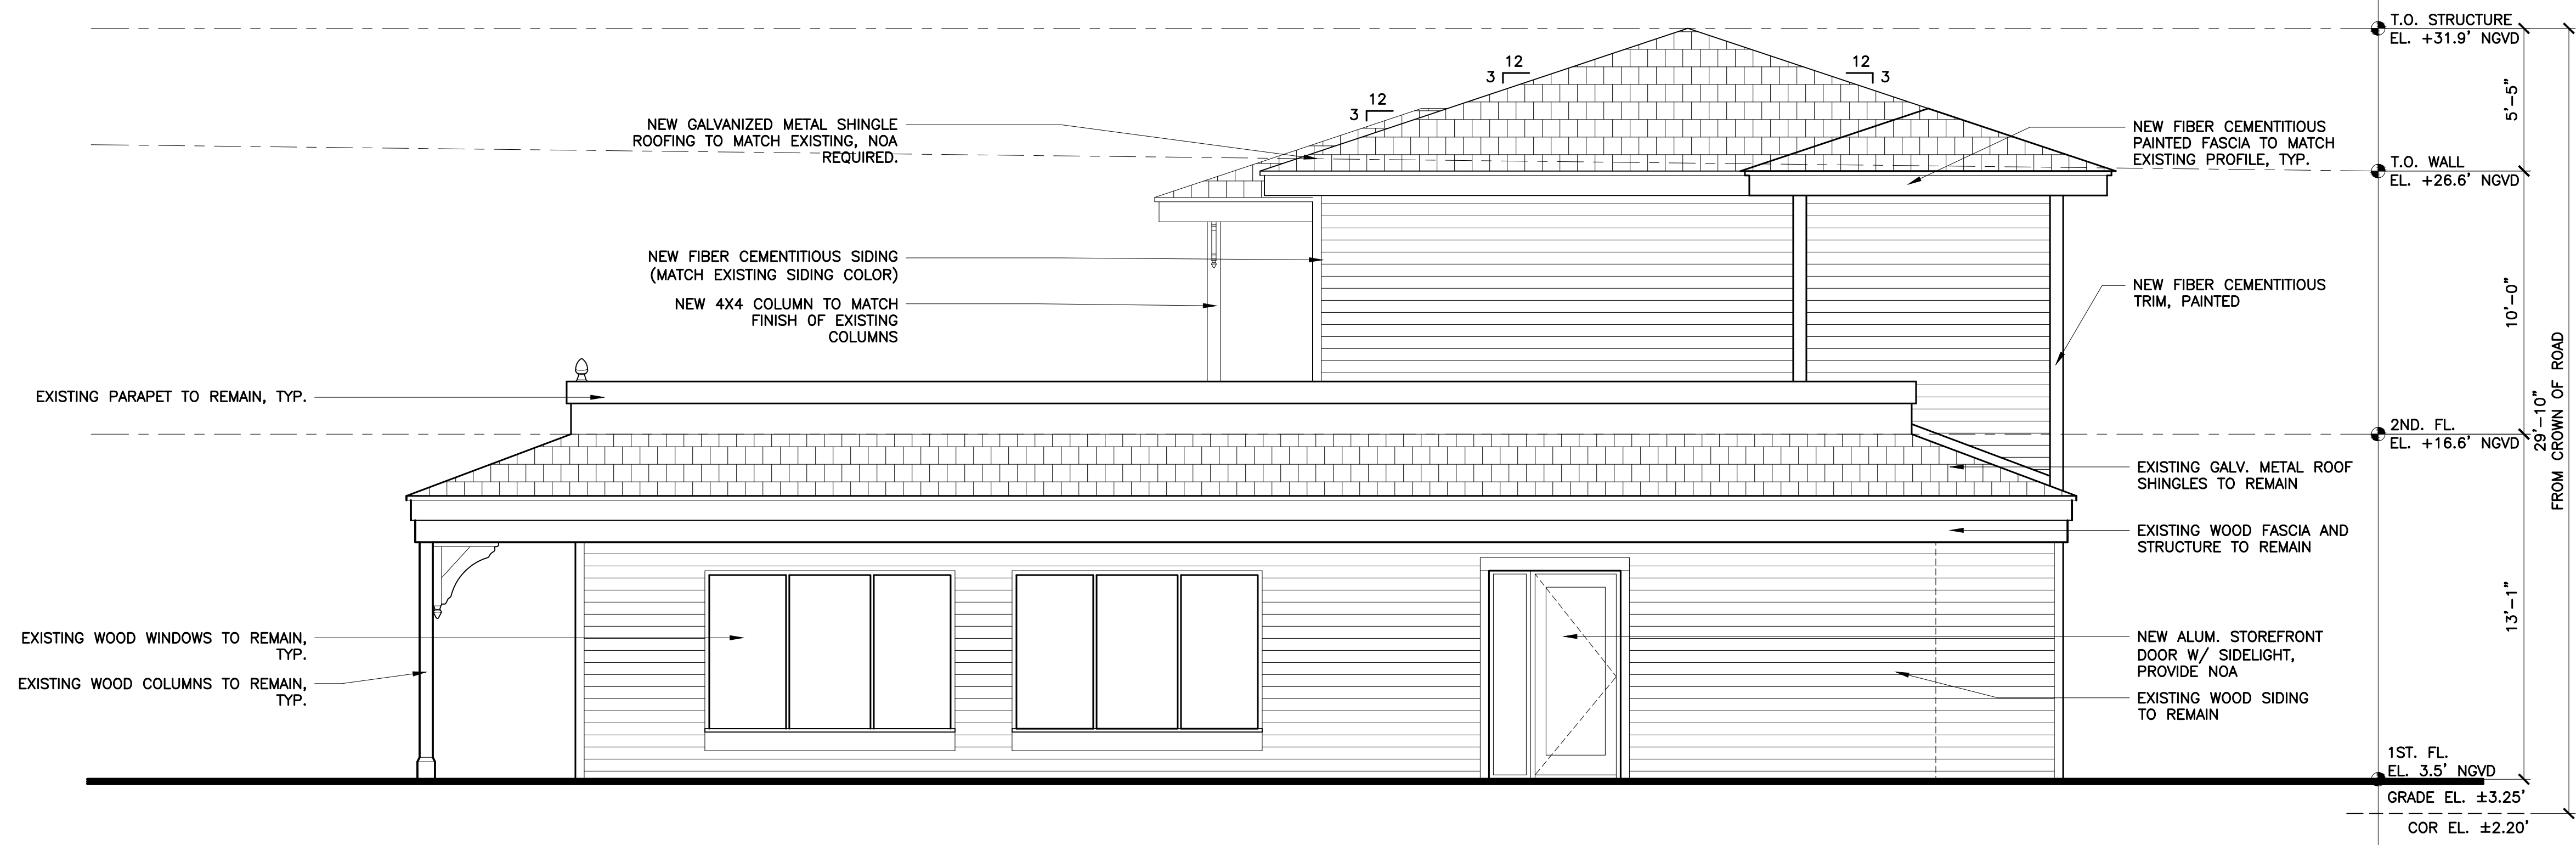 T.O. STRUCTURE
EL. +31.9' NGVD
12
3
12
3
12
3
5'-5"
NEW GALVANIZED METAL SHINGLE
ROOFING TO MATCH EXISTING, NOA
REQUIRED.
NEW FIBER CEMENTITIOUS
PAINTED FASCIA TO MATCH
EXISTING PROFILE, TYP.
T.O. WALL
EL. +26.6' NGVD
NEW FIBER CEMENTITIOUS SIDING
(MATCH EXISTING SIDING COLOR)
NEW 4X4 COLUMN TO MATCH
FINISH OF EXISTING
COLUMNS
NEW FIBER CEMENTITIOUS
TRIM, PAINTED
10'-0"
EXISTING PARAPET TO REMAIN, TYP.
2ND. FL.
EL. +16.6' NGVD
29'-10"
FROM CROWN OF ROAD
EXISTING GALV. METAL ROOF
SHINGLES TO REMAIN
EXISTING WOOD FASCIA AND
STRUCTURE TO REMAIN
13'-1"
EXISTING WOOD WINDOWS TO REMAIN,
TYP.
EXISTING WOOD COLUMNS TO REMAIN,
TYP.
NEW ALUM. STOREFRONT
DOOR W/ SIDELIGHT,
PROVIDE NOA
EXISTING WOOD SIDING
TO REMAIN
1ST. FL.
EL. 3.5' NGVD
GRADE EL. ±3.25'
COR EL. ±2.20'